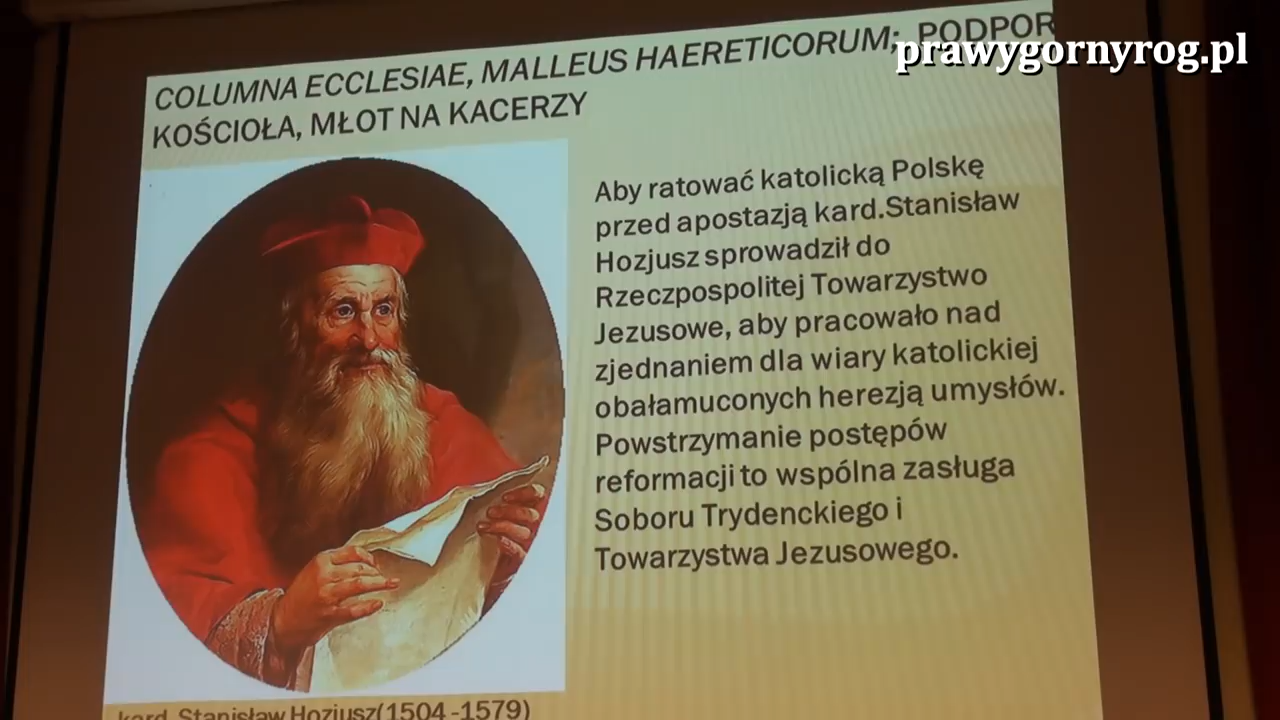 COLUMNA ECCLESIAE, MALLEUS HAERETICORUM; PODPOR
KOŚCIOŁA, MŁOT NA KACERZY
prawygornyrog.pl
Aby ratować katolicką Polskę
przed apostazją kard.Stanisław
Hozjusz sprowadził do
Rzeczpospolitej Towarzystwo
Jezusowe, aby pracowało nad
zjednaniem dla wiary katolickiej
obałamuconych herezją umysłów.
Powstrzymanie postępów
reformacji to wspólna zasługa
Soboru Trydenckiego i
Towarzystwa Jezusowego.
kard. Stanisław Hozjusz(1504 -1579)